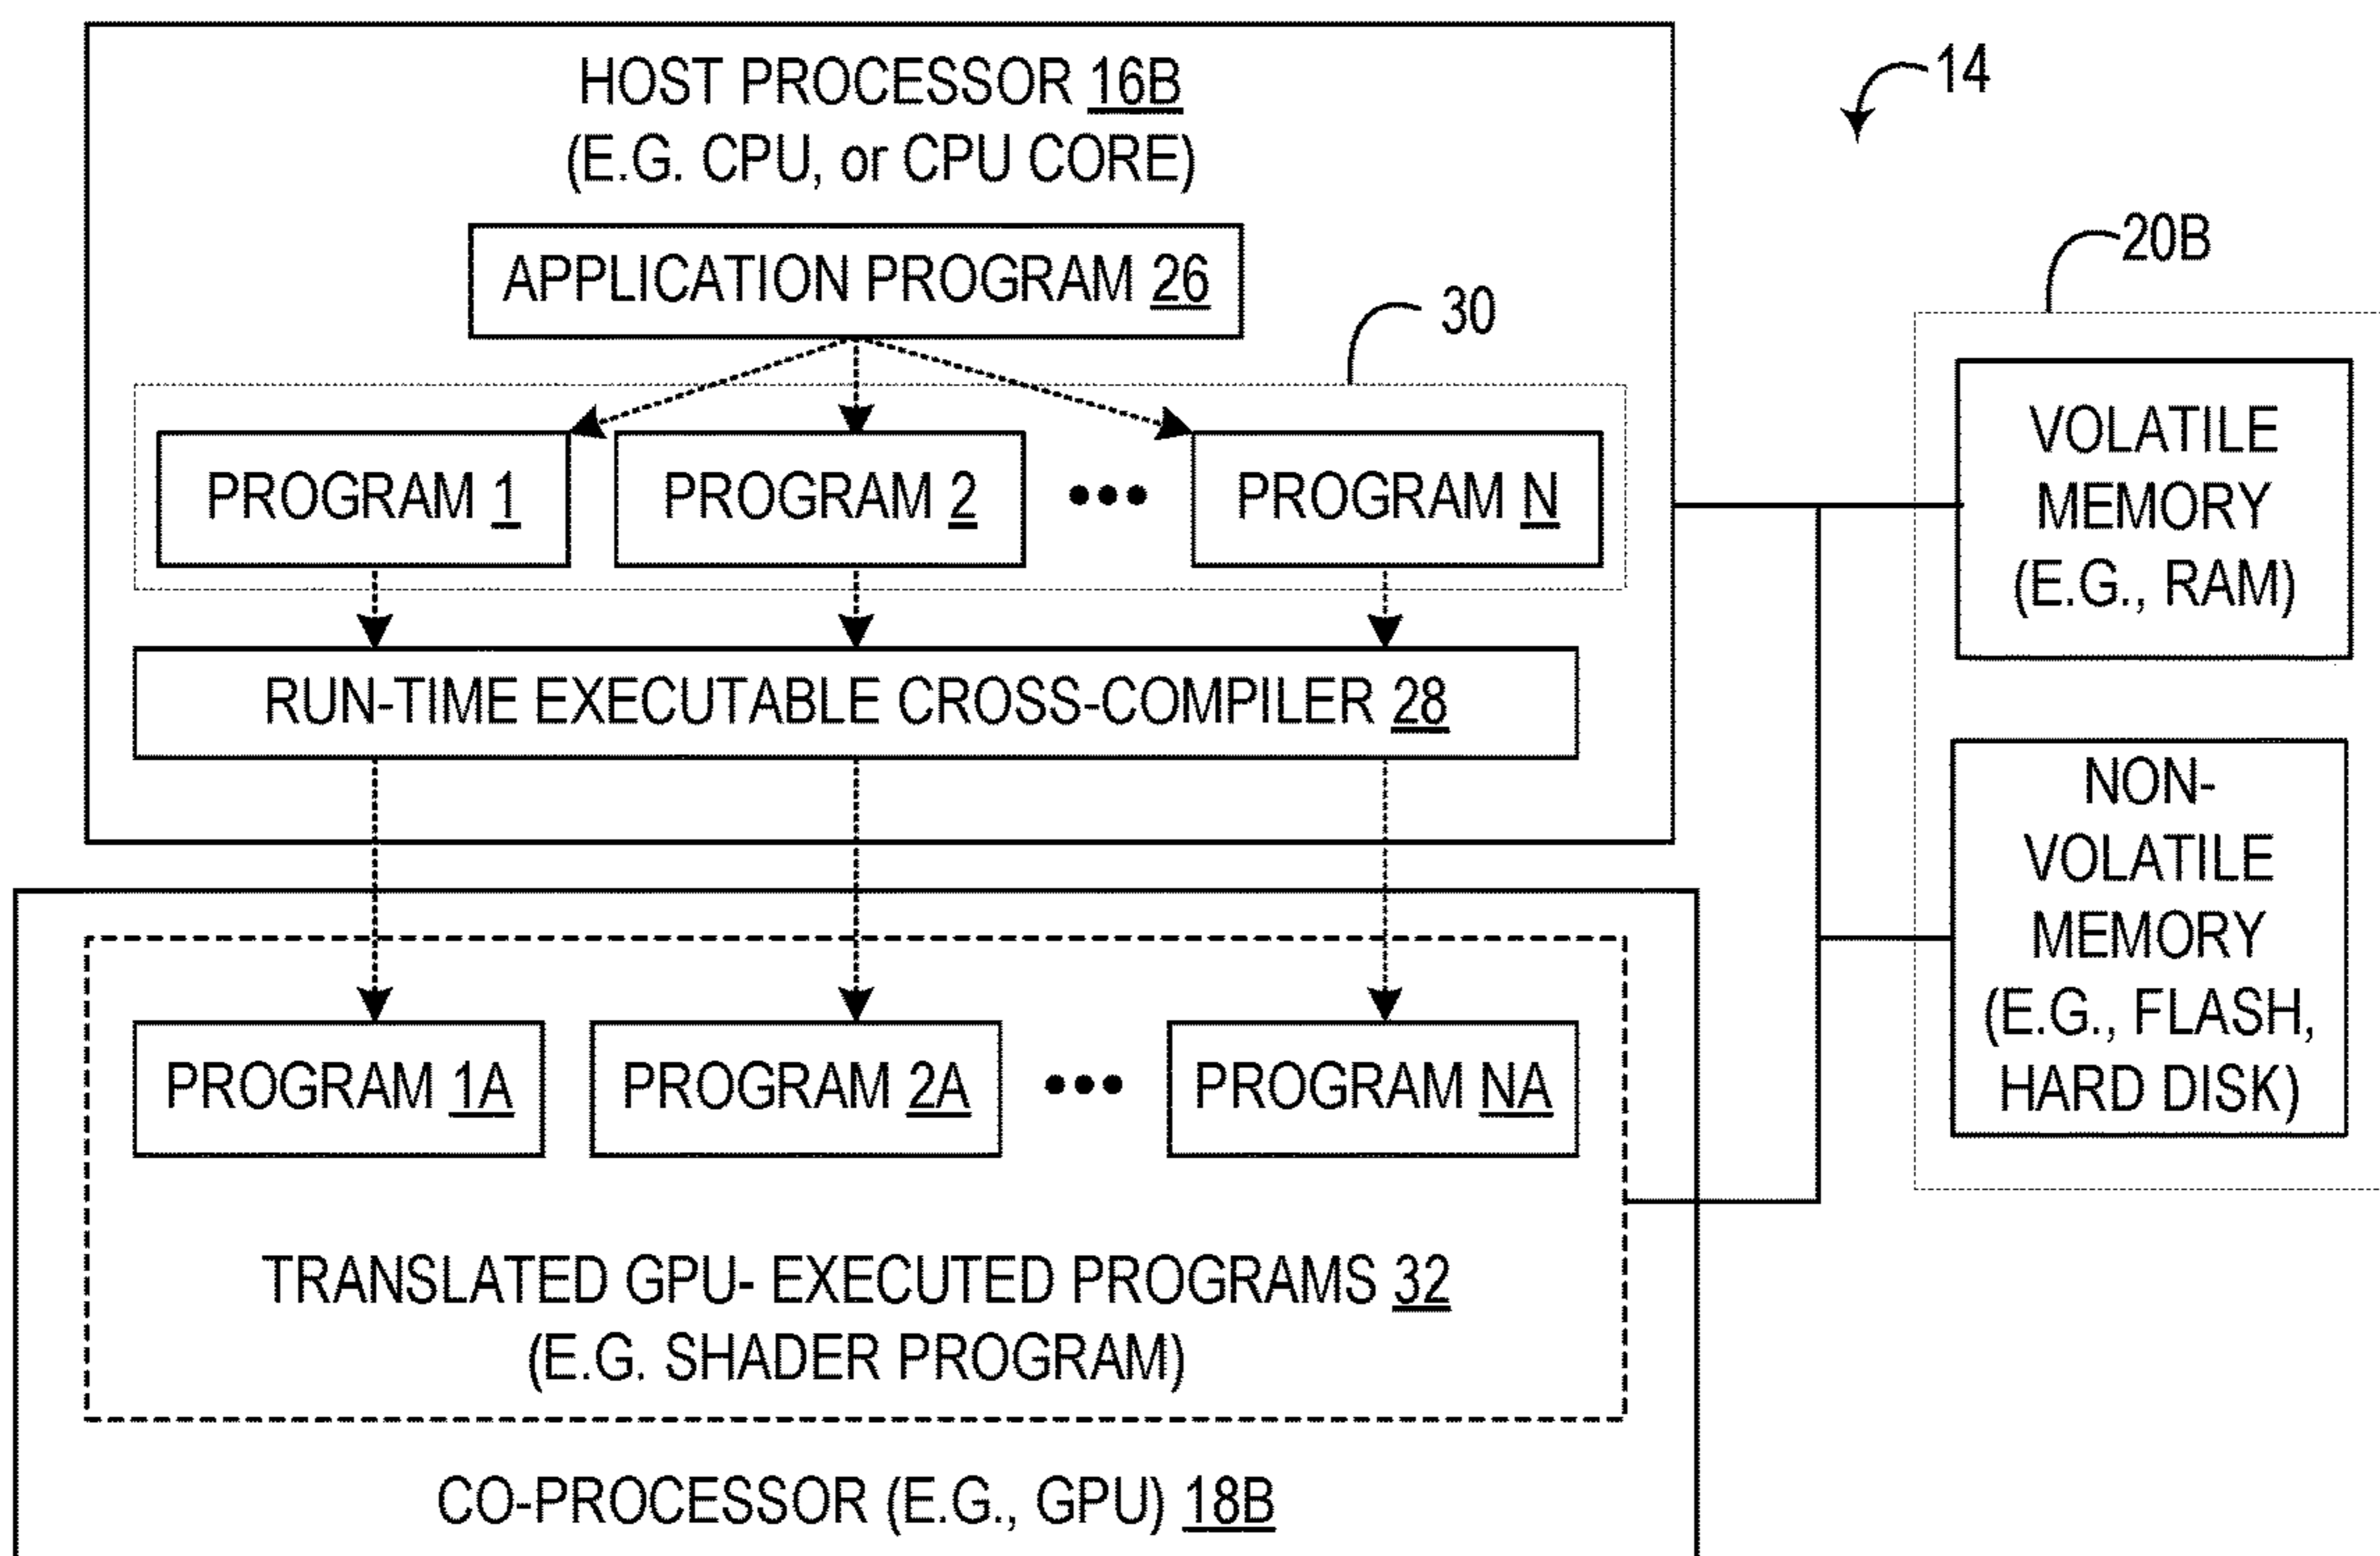 HOST PROCESSOR 16B
(E.G. CPU, or CPU CORE)
14
APPLICATION PROGRAM 26
20B
30
PROGRAM 1
PROGRAM 2
•••
PROGRAM N
VOLATILE
MEMORY
(E.G., RAM)
RUN-TIME EXECUTABLE CROSS-COMPILER 28
NON-
VOLATILE
MEMORY
(E.G., FLASH,
HARD DISK)
PROGRAM 1A
PROGRAM 2A
•••
PROGRAM NA
TRANSLATED GPU- EXECUTED PROGRAMS 32
(E.G. SHADER PROGRAM)
CO-PROCESSOR (E.G., GPU) 18B